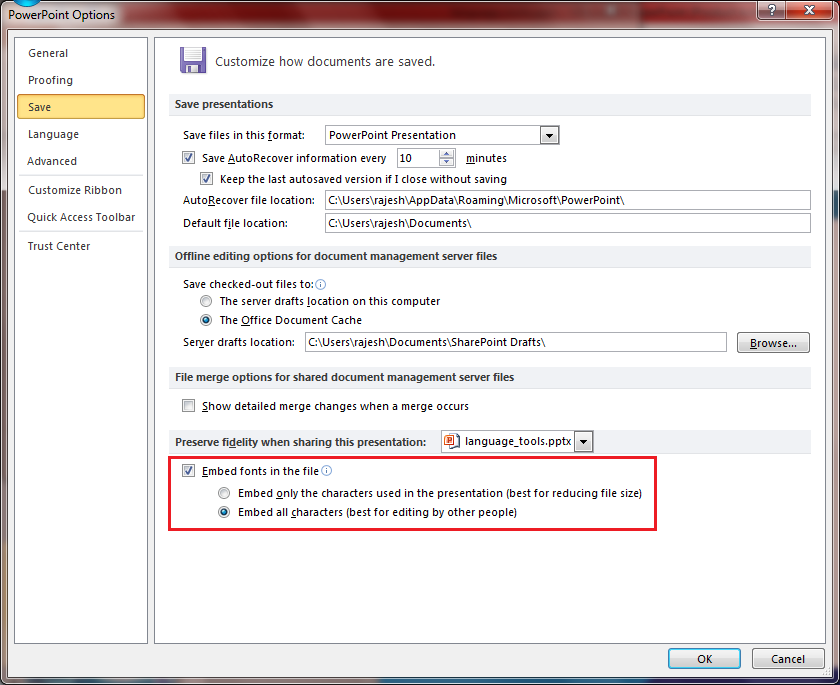 PowerPoint Options
General
Proofing
Save
Language
Advanced
Customize Ribbon
Quick Access Toolbar
Trust Center
Customize how documents are saved.
Save presentations
Save files in this format: PowerPoint Presentation
Save AutoRecover information every 10 minutes
Keep the last autosaved version if I close without saving
AutoRecover file location: C:\Users\rajesh\AppData\Roaming\Microsoft\PowerPoint\
Default file location: C:\Users\rajesh\Documents\
Offline editing options for document management server files
Save checked-out files to:
The server drafts location on this computer
The Office Document Cache
Server drafts location: C:\Users\rajesh\Documents\SharePoint Drafts\ Browse...
File merge options for shared document management server files
Show detailed merge changes when a merge occurs
Preserve fidelity when sharing this presentation: language_tools.pptx
Embed fonts in the file
Embed only the characters used in the presentation (best for reducing file size)
Embed all characters (best for editing by other people)
OK Cancel